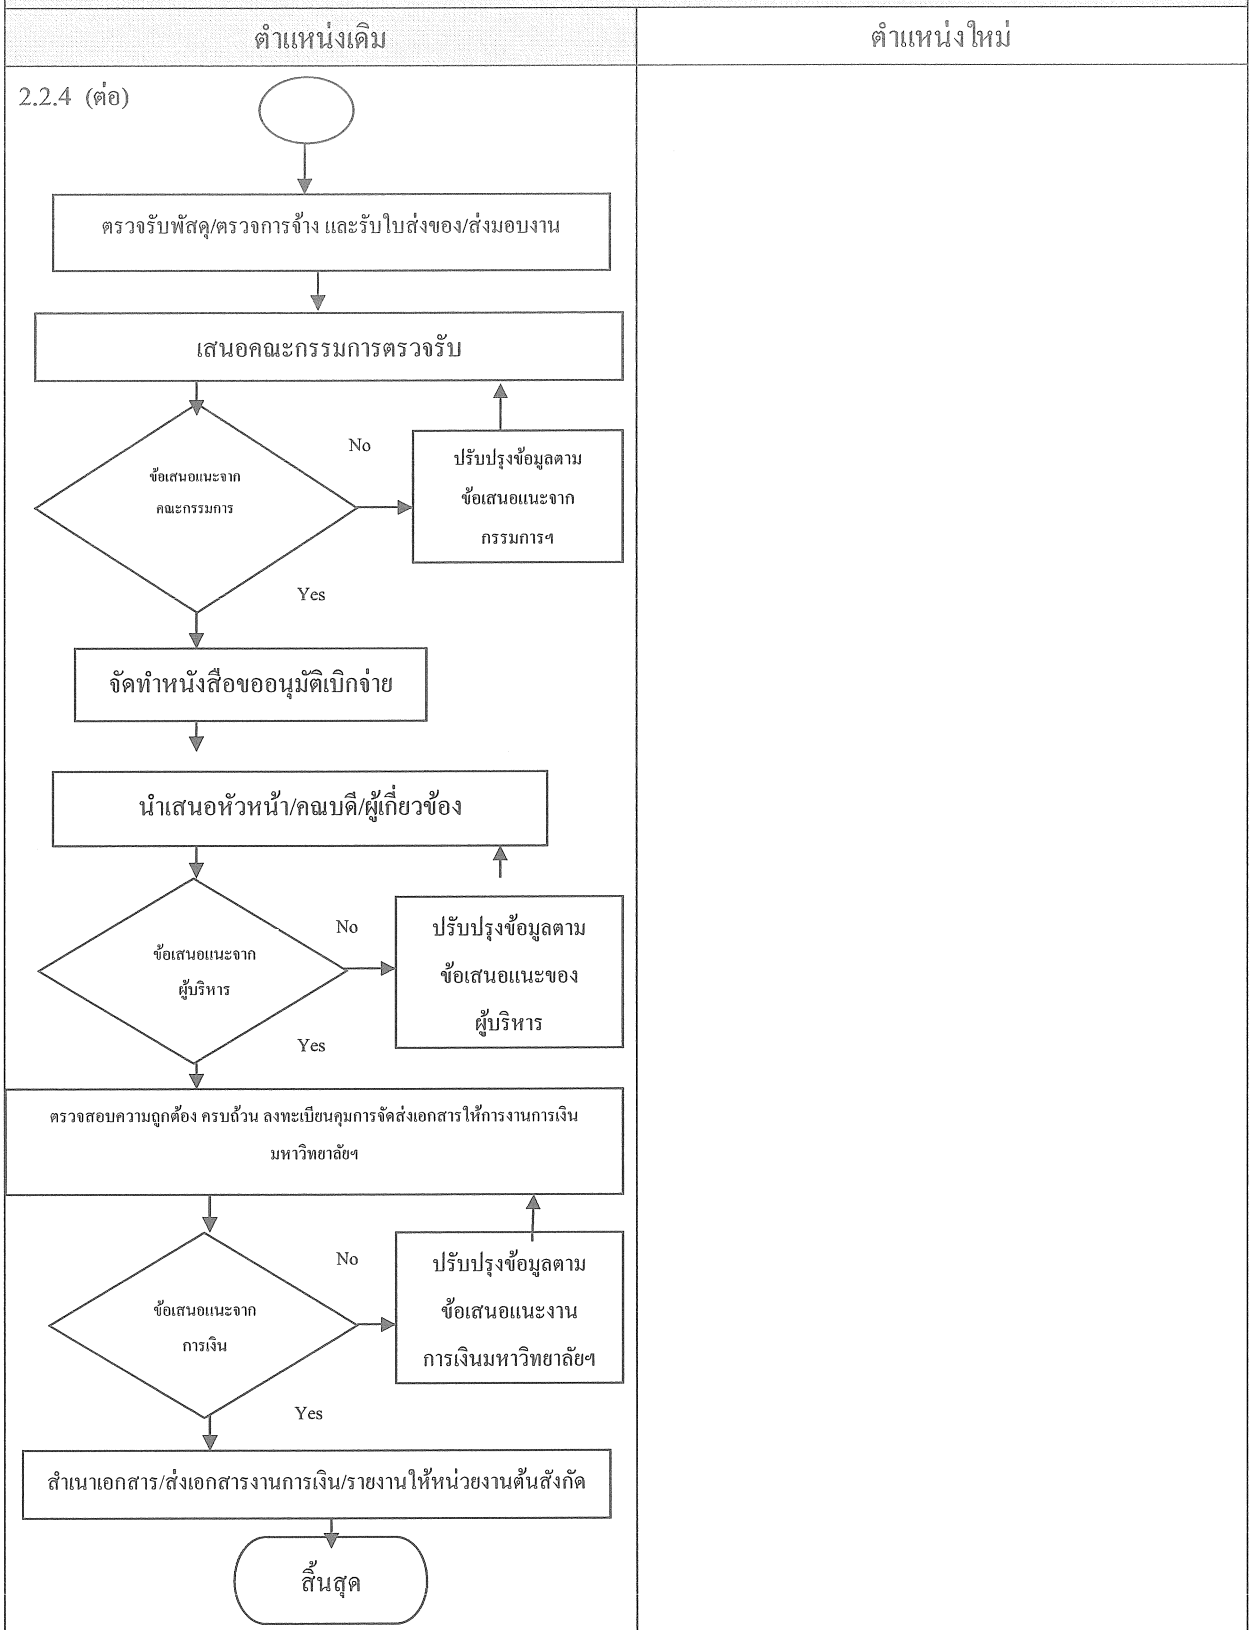 ตำแหน่งเดิม
ตำแหน่งใหม่
2.2.4 (ต่อ)
ตรวจรับพัสดุ/ตรวจการจ้าง และรับใบส่งของ/ส่งมอบงาน
เสนอคณะกรรมการตรวจรับ
No
ข้อเสนอแนะจาก
คณะกรรมการ
ปรับปรุงข้อมูลตาม
ข้อเสนอแนะจาก
กรรมการฯ
Yes
จัดทำหนังสือขออนุมัติเบิกจ่าย
นำเสนอหัวหน้า/คณบดี/ผู้เกี่ยวข้อง
No
ข้อเสนอแนะจาก
ผู้บริหาร
ปรับปรุงข้อมูลตาม
ข้อเสนอแนะของ
ผู้บริหาร
Yes
ตรวจสอบความถูกต้อง ครบถ้วน ลงทะเบียนคุมการจัดส่งเอกสารให้การงานการเงิน
มหาวิทยาลัยฯ
No
ข้อเสนอแนะจาก
การเงิน
ปรับปรุงข้อมูลตาม
ข้อเสนอแนะงาน
การเงินมหาวิทยาลัยฯ
Yes
สำเนาเอกสาร/ส่งเอกสารงานการเงิน/รายงานให้หน่วยงานต้นสังกัด
สิ้นสุด